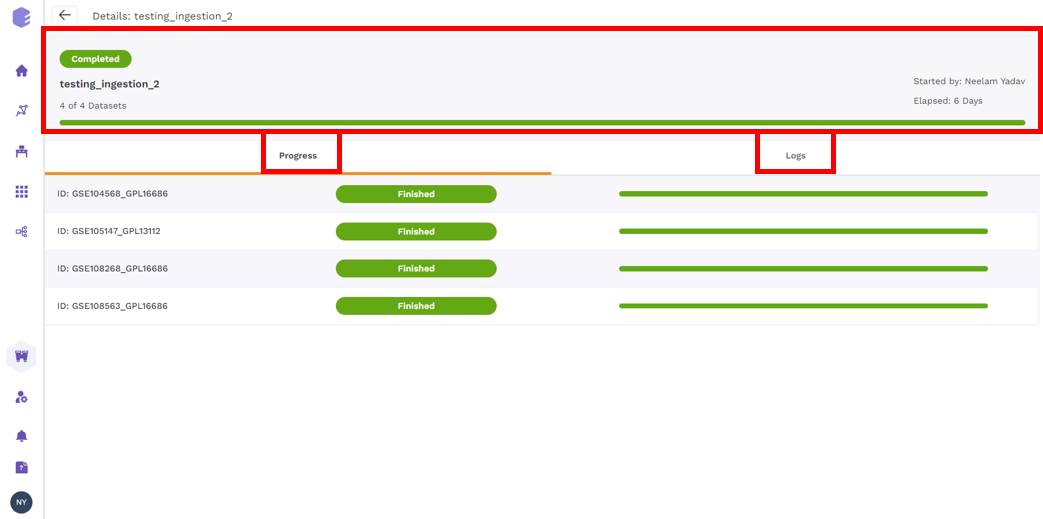 Details: testing_ingestion_2
Completed
testing_ingestion_2
4 of 4 Datasets
Started by: Neelam Yadav
Elapsed: 6 Days
Progress
Logs
ID: GSE104568_GPL16686 Finished
ID: GSE105147_GPL13112 Finished
ID: GSE108268_GPL16686 Finished
ID: GSE108563_GPL16686 Finished
?
NY